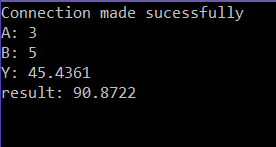 Connection made sucessfully
A: 3
B: 5
Y: 45.4361
result: 90.8722